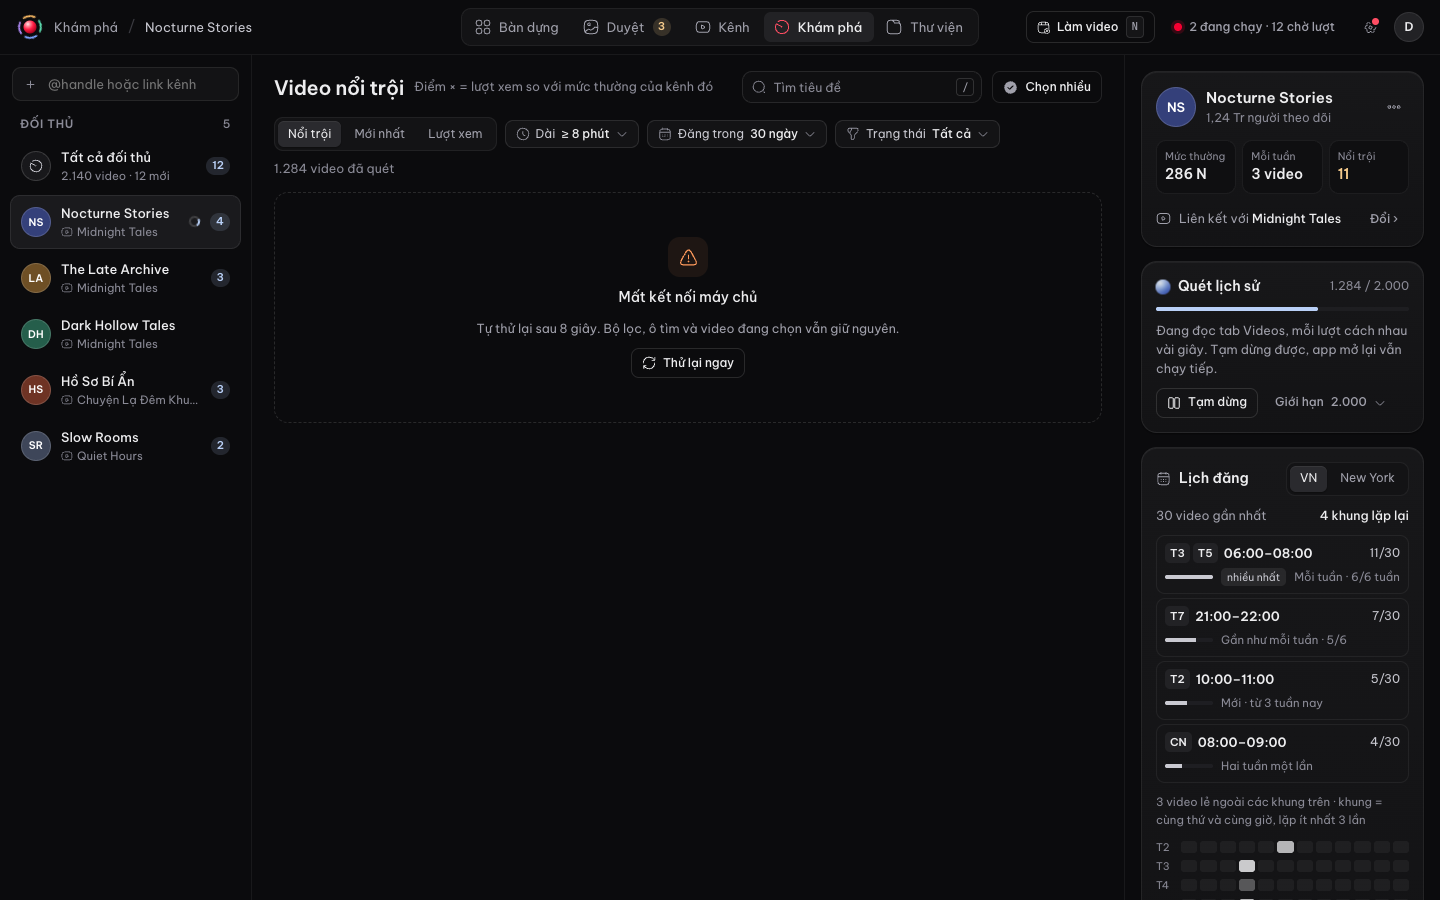 Khám phá / Nocturne Stories
Bàn dựng
Duyệt 3
Kênh
Khám phá
Thư viện
Làm video N
2 đang chạy · 12 chờ lượt
D
+ @handle hoặc link kênh
ĐỐI THỦ 5
Tất cả đối thủ
2.140 video · 12 mới
12
NS
Nocturne Stories
Midnight Tales
4
LA
The Late Archive
Midnight Tales
3
DH
Dark Hollow Tales
Midnight Tales
HS
Hồ Sơ Bí Ẩn
Chuyện Lạ Đêm Khu...
3
SR
Slow Rooms
Quiet Hours
2
Video nổi trội
Điểm × = lượt xem so với mức thường của kênh đó
Tìm tiêu đề /
Chọn nhiều
Nổi trội
Mới nhất
Lượt xem
Dài ≥ 8 phút
Đăng trong 30 ngày
Trạng thái Tất cả
1.284 video đã quét
Mất kết nối máy chủ
Tự thử lại sau 8 giây. Bộ lọc, ô tìm và video đang chọn vẫn giữ nguyên.
Thử lại ngay
NS
Nocturne Stories
1,24 Tr người theo dõi
Mức thường
286 N
Mỗi tuần
3 video
Nổi trội
11
Liên kết với Midnight Tales
Đổi ›
Quét lịch sử
1.284 / 2.000
Đang đọc tab Videos, mỗi lượt cách nhau
vài giây. Tạm dừng được, app mở lại vẫn
chạy tiếp.
Tạm dừng
Giới hạn 2.000
Lịch đăng
VN
New York
30 video gần nhất
4 khung lặp lại
T3 T5 06:00–08:00 11/30
nhiều nhất Mỗi tuần · 6/6 tuần
T7 21:00–22:00 7/30
Gần như mỗi tuần · 5/6
T2 10:00–11:00 5/30
Mới · từ 3 tuần nay
CN 08:00–09:00 4/30
Hai tuần một lần
3 video lẻ ngoài các khung trên · khung =
cùng thứ và cùng giờ, lặp ít nhất 3 lần
T2
T3
T4